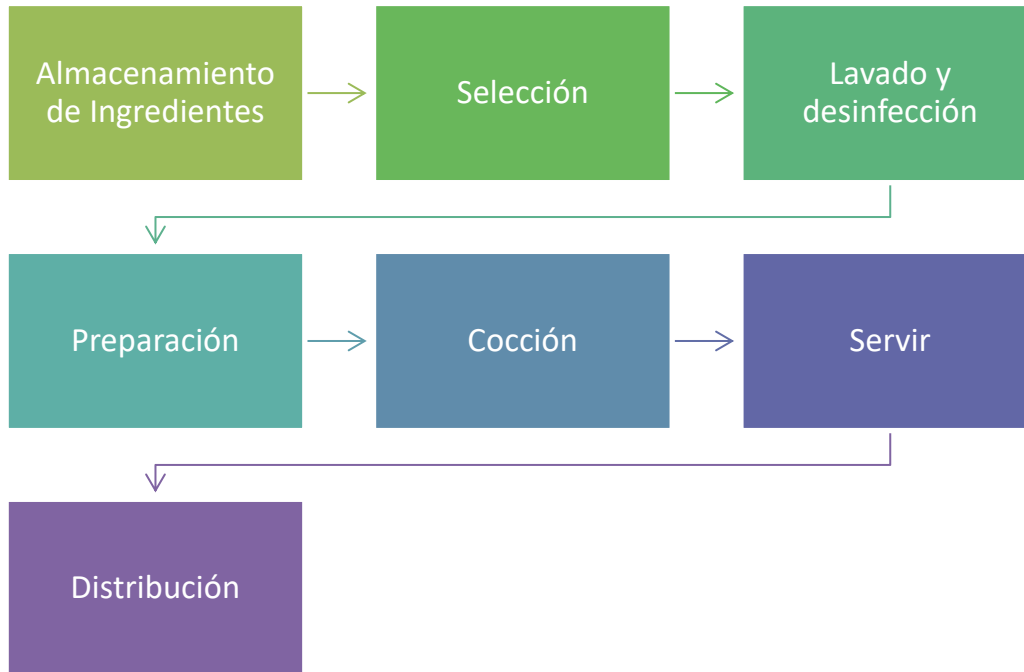 Almacenamiento
de Ingredientes
Selección
Lavado y
desinfección
Preparación
Cocción
Servir
Distribución